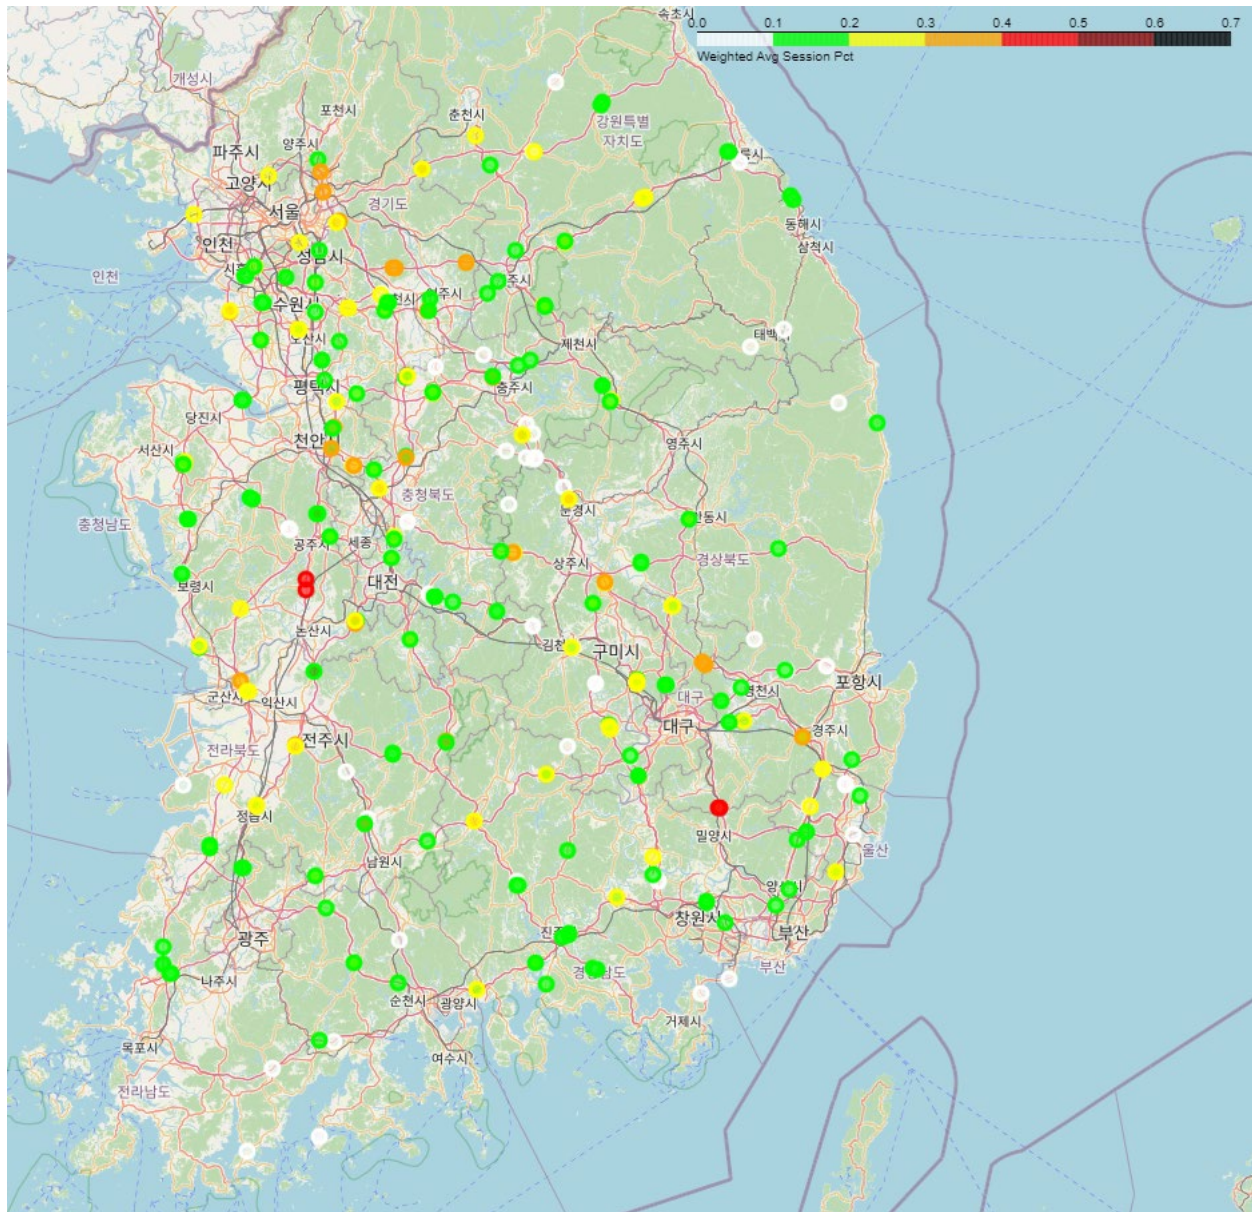 속초시
0.0 0.1 0.2 0.3 0.4 0.5 0.6 0.7
Weighted Avg Session Pct
개성시
포천시
춘천시
강원특별
자치도
양주시
파주시
고양시
서울
경기도
동해시
삼척시
인천
성남시
인천
수원시
제천시
태백시
오산시
평택시
충주시
당진시
천안시
서산시
영주시
충청북도
문경시
안동시
충청남도
공주시
세종
상주시
경상북도
보령시
대전
논산시
김천
구미시
포항시
군산시
익산시
대구
영천시
대구
경주시
전주시
전라북도
정읍시
밀양시
울산
남원시
양산시
창원시
부산
광주
진주
경상남도
부산
나주시
순천시
광양시
거제시
목포시
여수시
전라남도